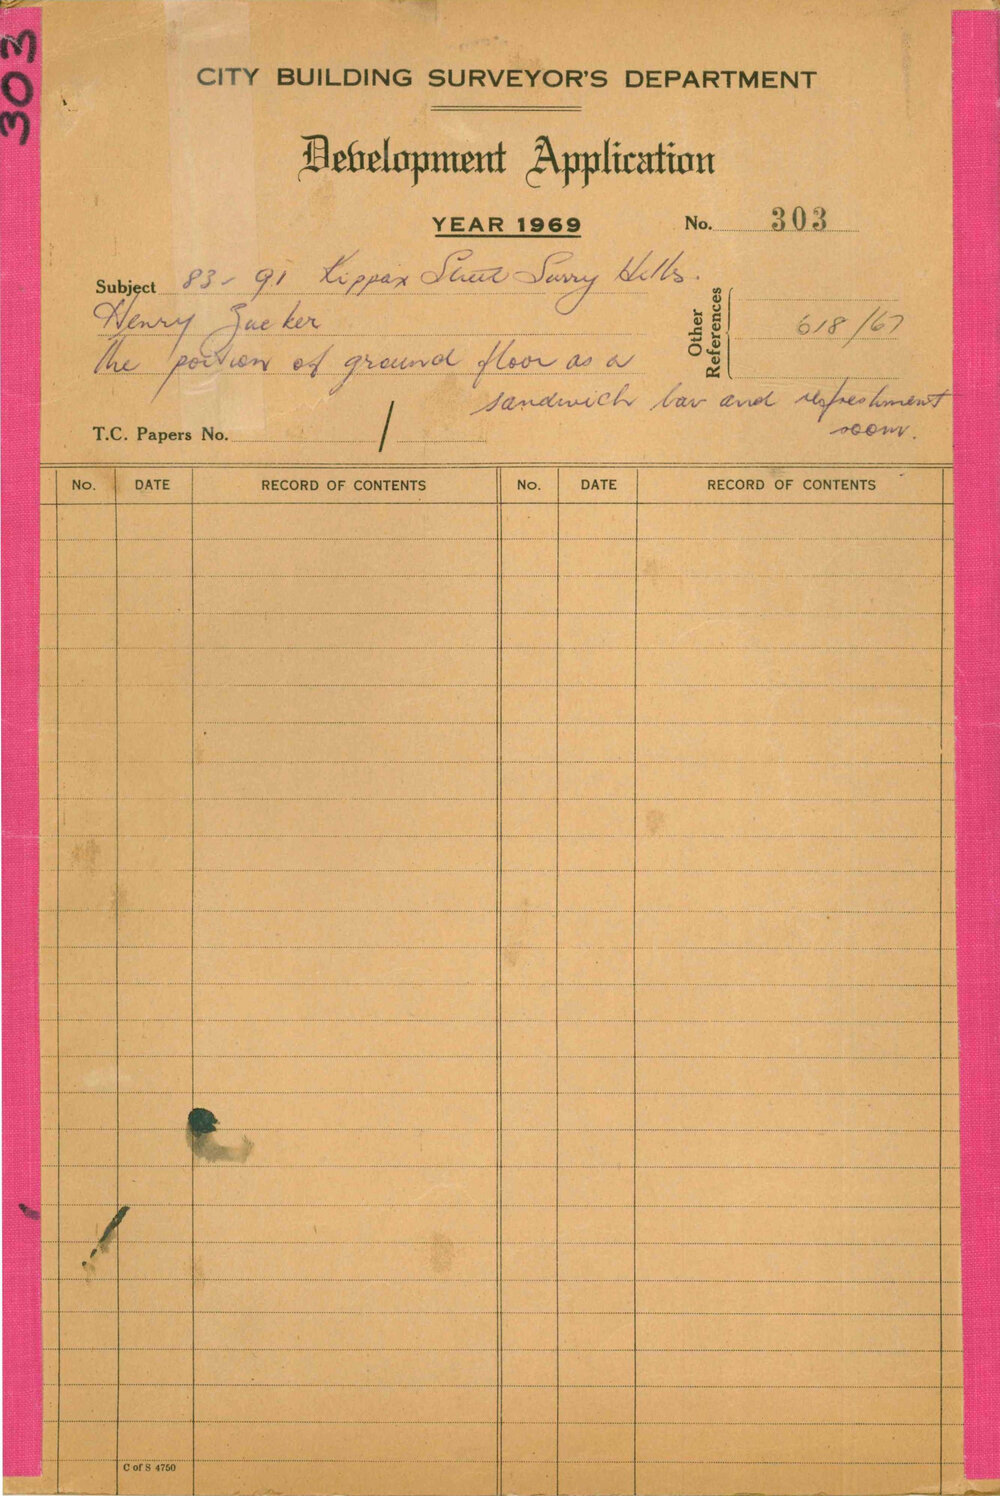 303
CITY BUILDING SURVEYOR'S DEPARTMENT
Development Application
YEAR 1969 No. 303
Subject 83-91 Kippax Street Surry Hills.
Henry Zucker
the portion of ground floor as a
sandwich bar and refreshment
room.
Other References
618/67
T.C. Papers No. /
No. DATE RECORD OF CONTENTS No. DATE RECORD OF CONTENTS
C of S 4750